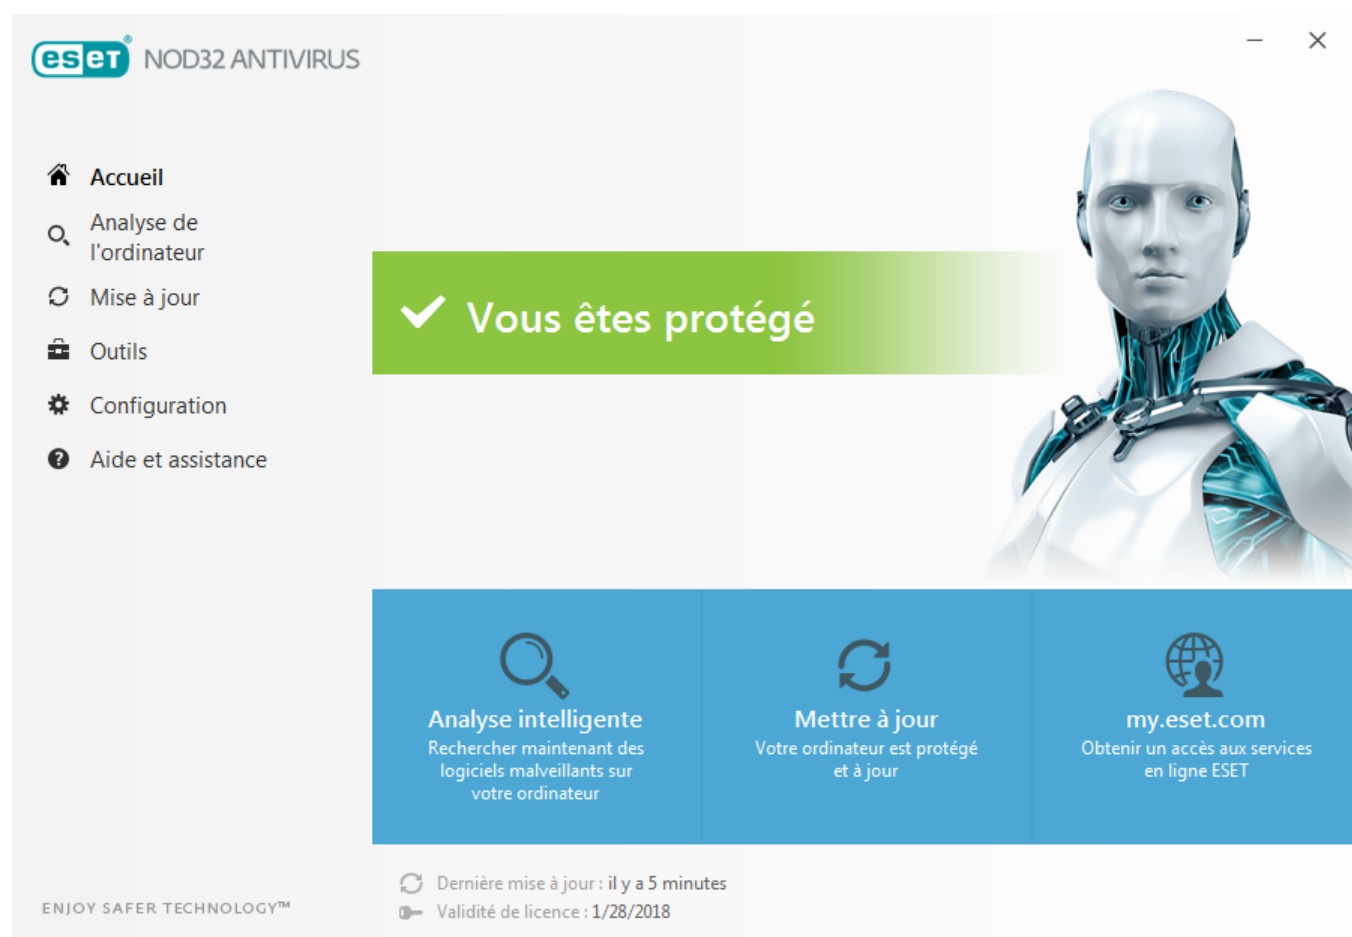 eset® NOD32 ANTIVIRUS
Accueil
Analyse de
l'ordinateur
Mise à jour
Outils
Configuration
Aide et assistance
Vous êtes protégé
Analyse intelligente
Rechercher maintenant des
logiciels malveillants sur
votre ordinateur
Mettre à jour
Votre ordinateur est protégé
et à jour
my.eset.com
Obtenir un accès aux services
en ligne ESET
Dernière mise à jour : il y a 5 minutes
Validité de licence : 1/28/2018
ENJOY SAFER TECHNOLOGY™